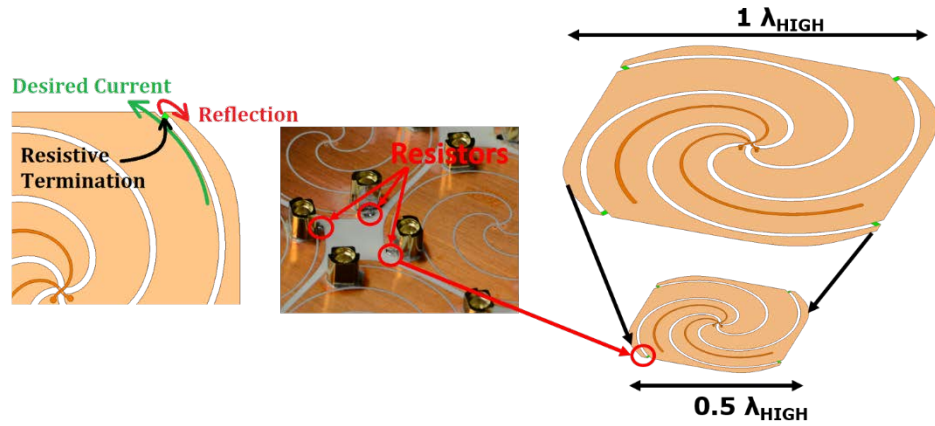 1 λHIGH
Desired Current
Reflection
Resistive
Termination
Resistors
0.5 λHIGH